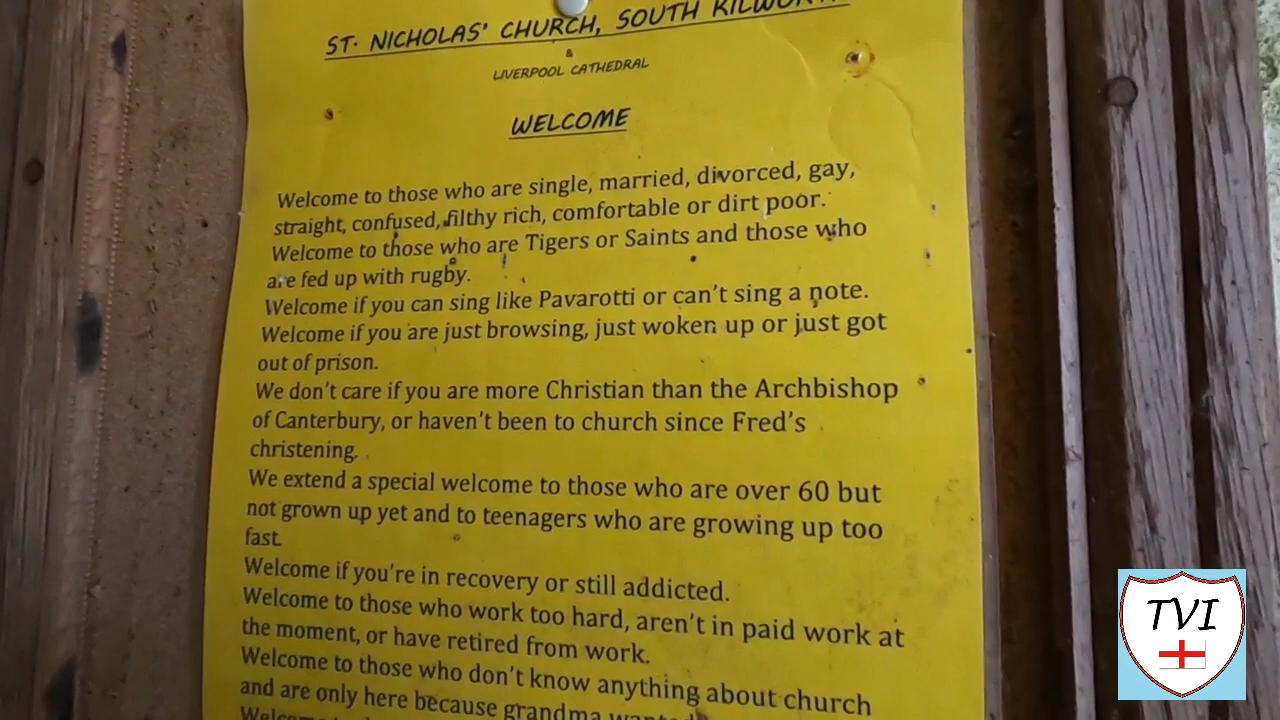 ST. NICHOLAS' CHURCH, SOUTH KILWORTH
&
LIVERPOOL CATHEDRAL
WELCOME
Welcome to those who are single, married, divorced, gay,
straight, confused, filthy rich, comfortable or dirt poor.
Welcome to those who are Tigers or Saints and those who
are fed up with rugby.
Welcome if you can sing like Pavarotti or can't sing a note.
Welcome if you are just browsing, just woken up or just got
out of prison.
We don't care if you are more Christian than the Archbishop
of Canterbury, or haven't been to church since Fred's
christening.
We extend a special welcome to those who are over 60 but
not grown up yet and to teenagers who are growing up too
fast.
Welcome if you're in recovery or still addicted.
Welcome to those who work too hard, aren't in paid work at
the moment, or have retired from work.
Welcome to those who don't know anything about church
and are only here because grandma wanted
Welcome
TVI